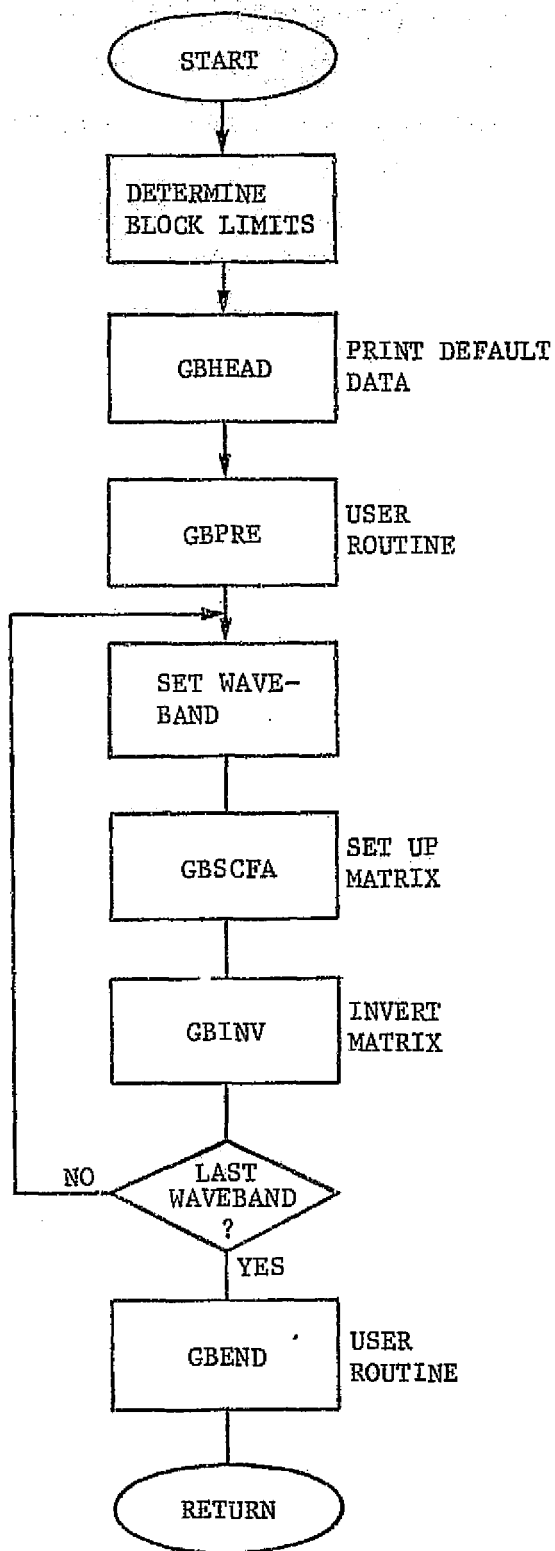 START
DETERMINE
BLOCK LIMITS
GBHEAD
PRINT DEFAULT
DATA
GBPRE
USER
ROUTINE
SET WAVE-
BAND
GBSCFA
SET UP
MATRIX
GBINV
INVERT
MATRIX
NO
LAST
WAVEBAND
?
YES
GBEND
USER
ROUTINE
RETURN